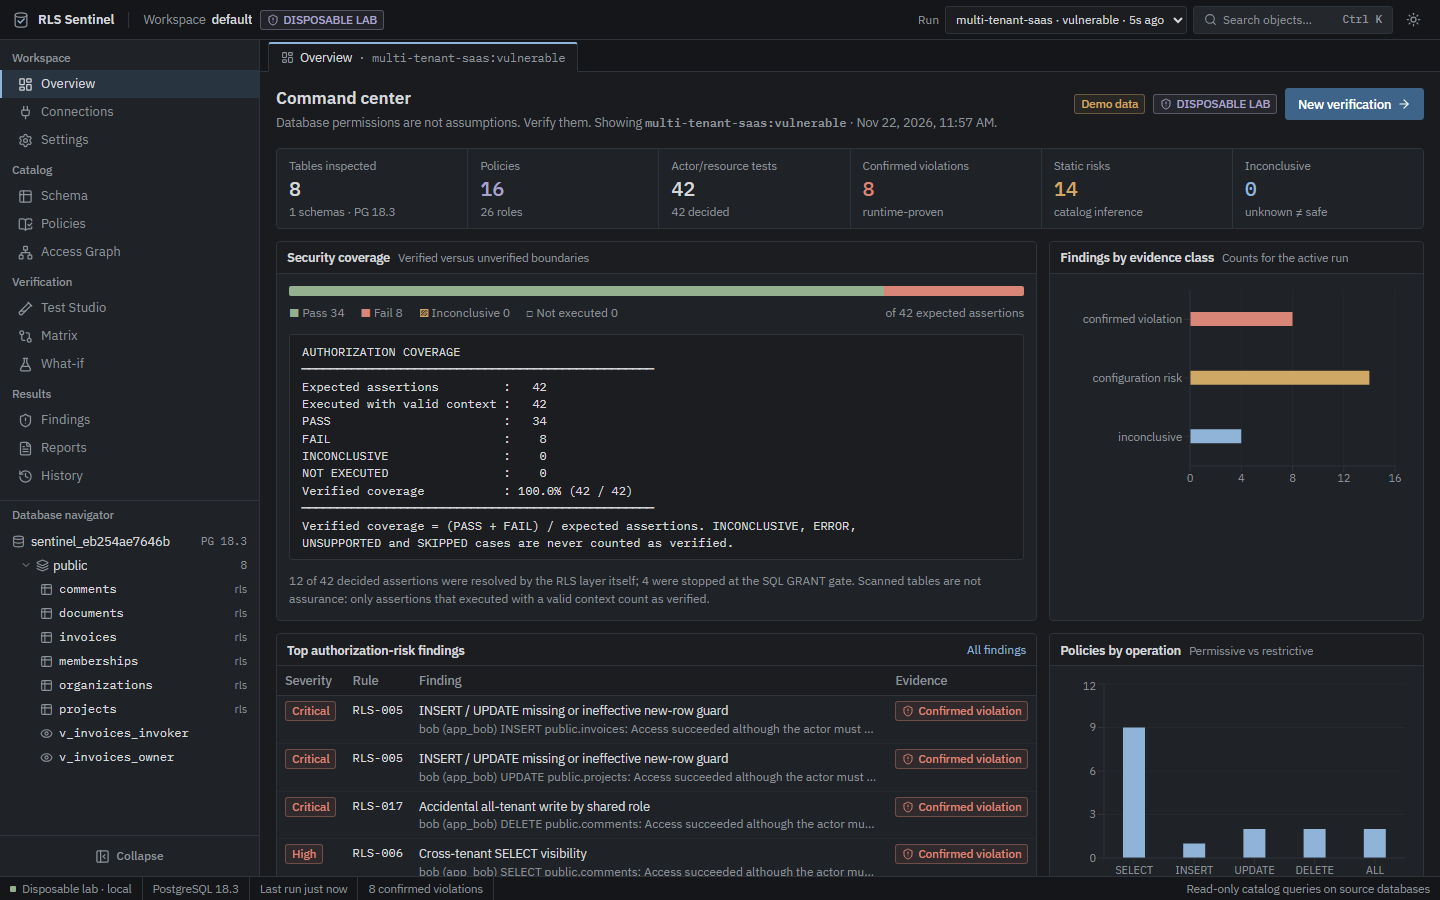 RLS Sentinel
Workspace default
DISPOSABLE LAB
Run
multi-tenant-saas · vulnerable · 5s ago
Search objects...
Ctrl K
Workspace
Overview
Connections
Settings
Catalog
Schema
Policies
Access Graph
Verification
Test Studio
Matrix
What-if
Results
Findings
Reports
History
Database navigator
sentinel_eb254ae7646b PG 18.3
public 8
comments rls
documents rls
invoices rls
memberships rls
organizations rls
projects rls
v_invoices_invoker
v_invoices_owner
Collapse
Overview · multi-tenant-saas:vulnerable
Command center
Database permissions are not assumptions. Verify them. Showing multi-tenant-saas:vulnerable · Nov 22, 2026, 11:57 AM.
Demo data
DISPOSABLE LAB
New verification →
Tables inspected
8
1 schemas · PG 18.3
Policies
16
26 roles
Actor/resource tests
42
42 decided
Confirmed violations
8
runtime-proven
Static risks
14
catalog inference
Inconclusive
0
unknown ≠ safe
Security coverage Verified versus unverified boundaries
Pass 34 Fail 8 Inconclusive 0 Not executed 0 of 42 expected assertions
AUTHORIZATION COVERAGE
Expected assertions : 42
Executed with valid context : 42
PASS : 34
FAIL : 8
INCONCLUSIVE : 0
NOT EXECUTED : 0
Verified coverage : 100.0% (42 / 42)
Verified coverage = (PASS + FAIL) / expected assertions. INCONCLUSIVE, ERROR,
UNSUPPORTED and SKIPPED cases are never counted as verified.
12 of 42 decided assertions were resolved by the RLS layer itself; 4 were stopped at the SQL GRANT gate. Scanned tables are not
assurance: only assertions that executed with a valid context count as verified.
Findings by evidence class Counts for the active run
confirmed violation
configuration risk
inconclusive
0 4 8 12 16
Top authorization-risk findings All findings
Severity Rule Finding Evidence
Critical RLS-005 INSERT / UPDATE missing or ineffective new-row guard Confirmed violation
bob (app_bob) INSERT public.invoices: Access succeeded although the actor must ...
Critical RLS-005 INSERT / UPDATE missing or ineffective new-row guard Confirmed violation
bob (app_bob) UPDATE public.projects: Access succeeded although the actor must ...
Critical RLS-017 Accidental all-tenant write by shared role Confirmed violation
bob (app_bob) DELETE public.comments: Access succeeded although the actor mu...
High RLS-006 Cross-tenant SELECT visibility Confirmed violation
bob (app_bob) SELECT public.comments: Access succeeded although the actor mu...
Policies by operation Permissive vs restrictive
12
9
6
3
0
SELECT INSERT UPDATE DELETE ALL
Disposable lab · local PostgreSQL 18.3 Last run just now 8 confirmed violations Read-only catalog queries on source databases